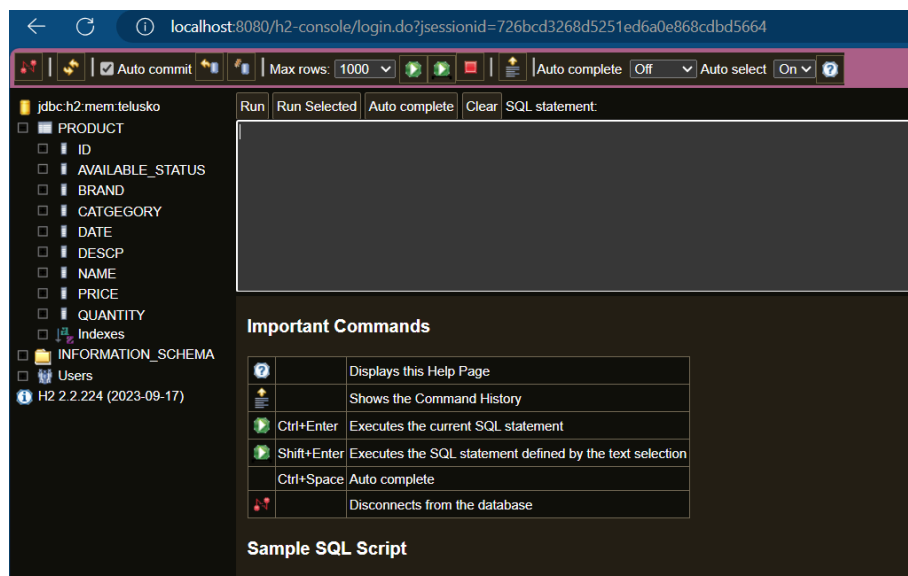 localhost:8080/h2-console/login.do?jsessionid=726bcd3268d5251ed6a0e868cdbd5664
Auto commit Max rows: 1000 Auto complete Off Auto select On
jdbc:h2:mem:telusko
PRODUCT
ID
AVAILABLE_STATUS
BRAND
CATGEGORY
DATE
DESCP
NAME
PRICE
QUANTITY
Indexes
INFORMATION_SCHEMA
Users
H2 2.2.224 (2023-09-17)
Run Run Selected Auto complete Clear SQL statement:
Important Commands
Displays this Help Page
Shows the Command History
Ctrl+Enter Executes the current SQL statement
Shift+Enter Executes the SQL statement defined by the text selection
Ctrl+Space Auto complete
Disconnects from the database
Sample SQL Script